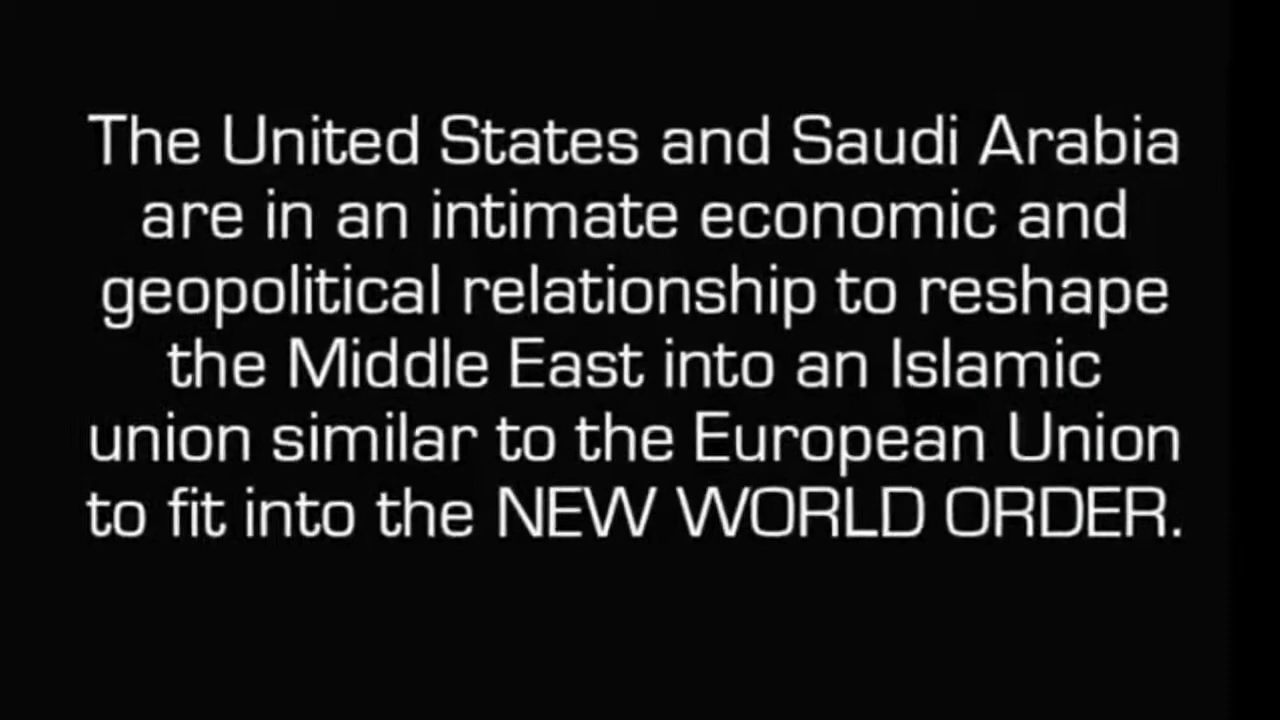 The United States and Saudi Arabia
are in an intimate economic and
geopolitical relationship to reshape
the Middle East into an Islamic
union similar to the European Union
to fit into the NEW WORLD ORDER.